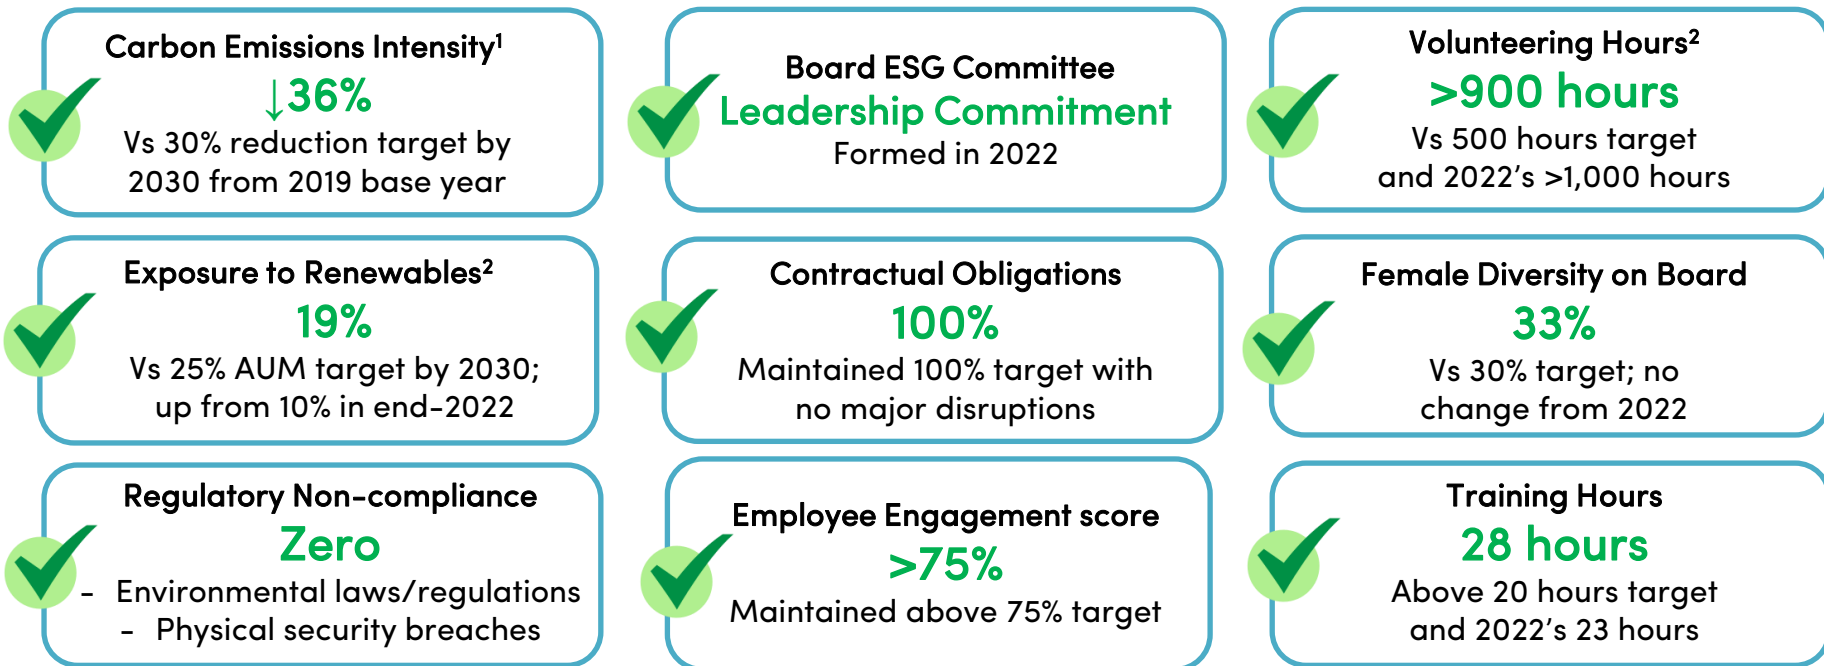 Carbon Emissions Intensity¹
↓36%
Vs 30% reduction target by
2030 from 2019 base year
Board ESG Committee
Leadership Commitment
Formed in 2022
Volunteering Hours²
>900 hours
Vs 500 hours target
and 2022's >1,000 hours
Exposure to Renewables²
19%
Vs 25% AUM target by 2030;
up from 10% in end-2022
Contractual Obligations
100%
Maintained 100% target with
no major disruptions
Female Diversity on Board
33%
Vs 30% target; no
change from 2022
Regulatory Non-compliance
Zero
- Environmental laws/regulations
- Physical security breaches
Employee Engagement score
>75%
Maintained above 75% target
Training Hours
28 hours
Above 20 hours target
and 2022's 23 hours